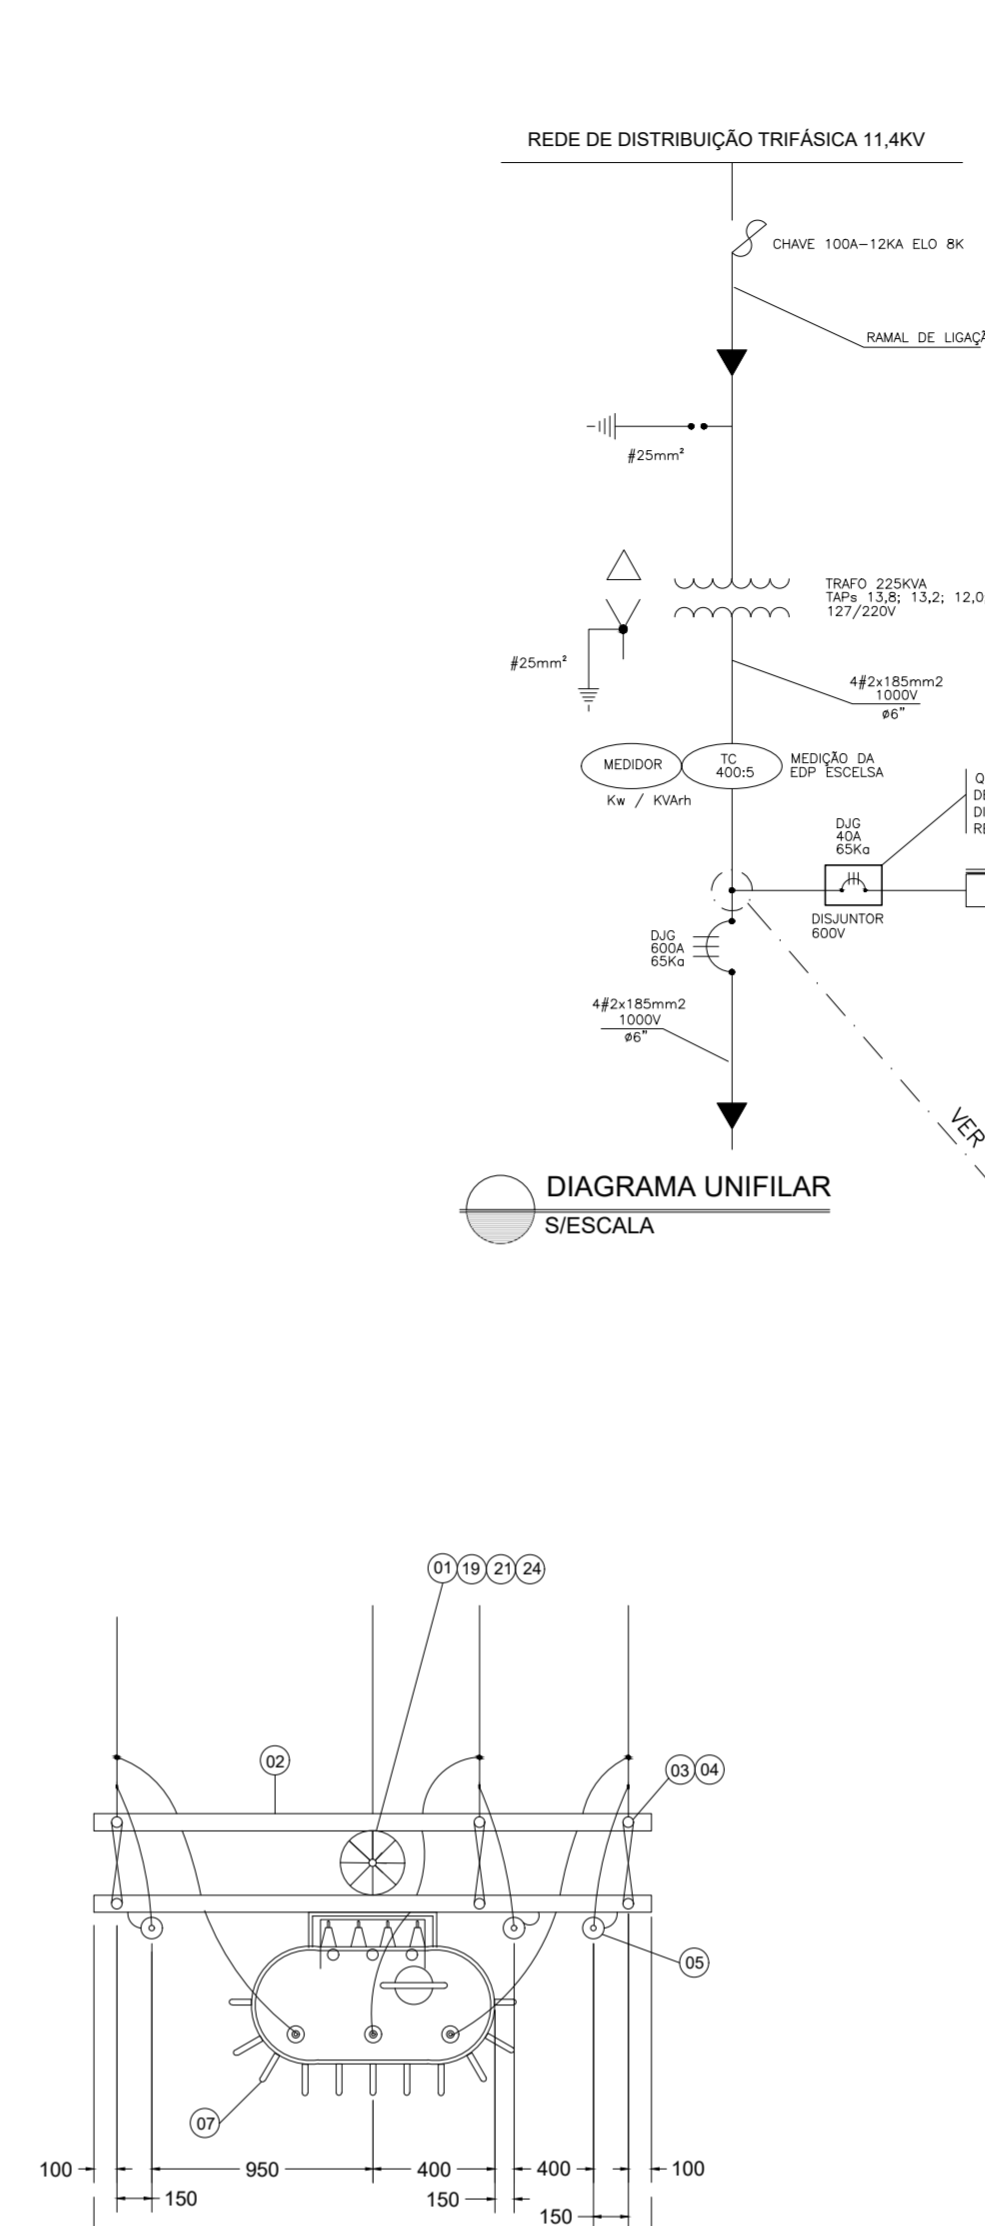 REDE DE DISTRIBUIÇÃO TRIFÁSICA 11,4KV
CHAVE 100A-12KA ELO 8K
RAMAL DE
#25mm²
TRAFO 225KVA
TAPs 13,8; 13,2; 12,0
127/220V
#25mm²
4#2x185mm2
1000V
ø6"
MEDIDOR
TC
400:5
MEDIÇÃO DA
EDP ESCELSA
Kw / KVArh
DJG
40A
65Ka
DISJUNTOR
600V
DJG
600A
65Ka
4#2x185mm2
1000V
ø6"
VER
DIAGRAMA UNIFILAR
S/ESCALA
01 19 21 24
02
03 04
05
07
100 950 400 400 100
150 150
150